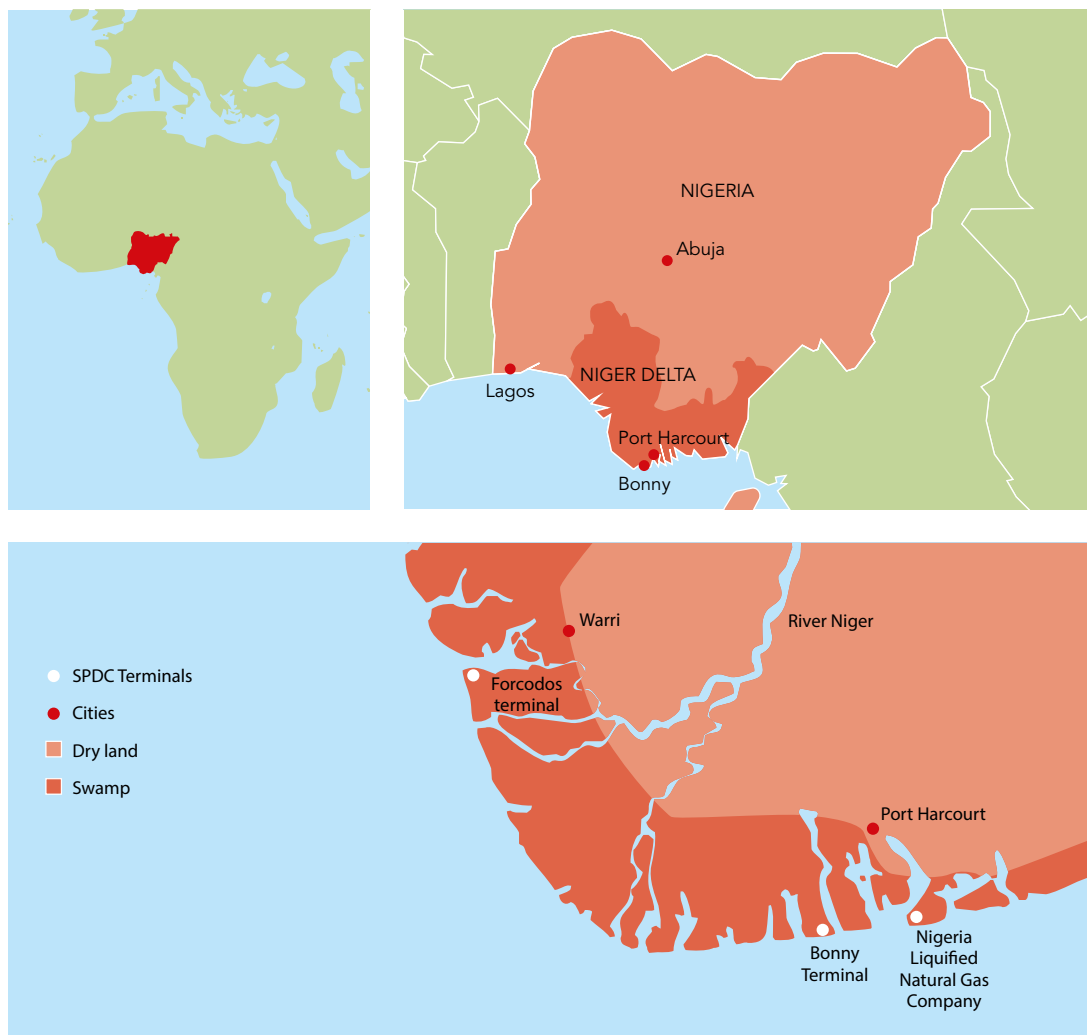 NIGERIA
Abuja
NIGER DELTA
Lagos
Port Harcourt
Bonny
SPDC Terminals
Cities
Dry land
Swamp
Warri
River Niger
Forcodos
terminal
Port Harcourt
Bonny
Terminal
Nigeria
Liquified
Natural Gas
Company